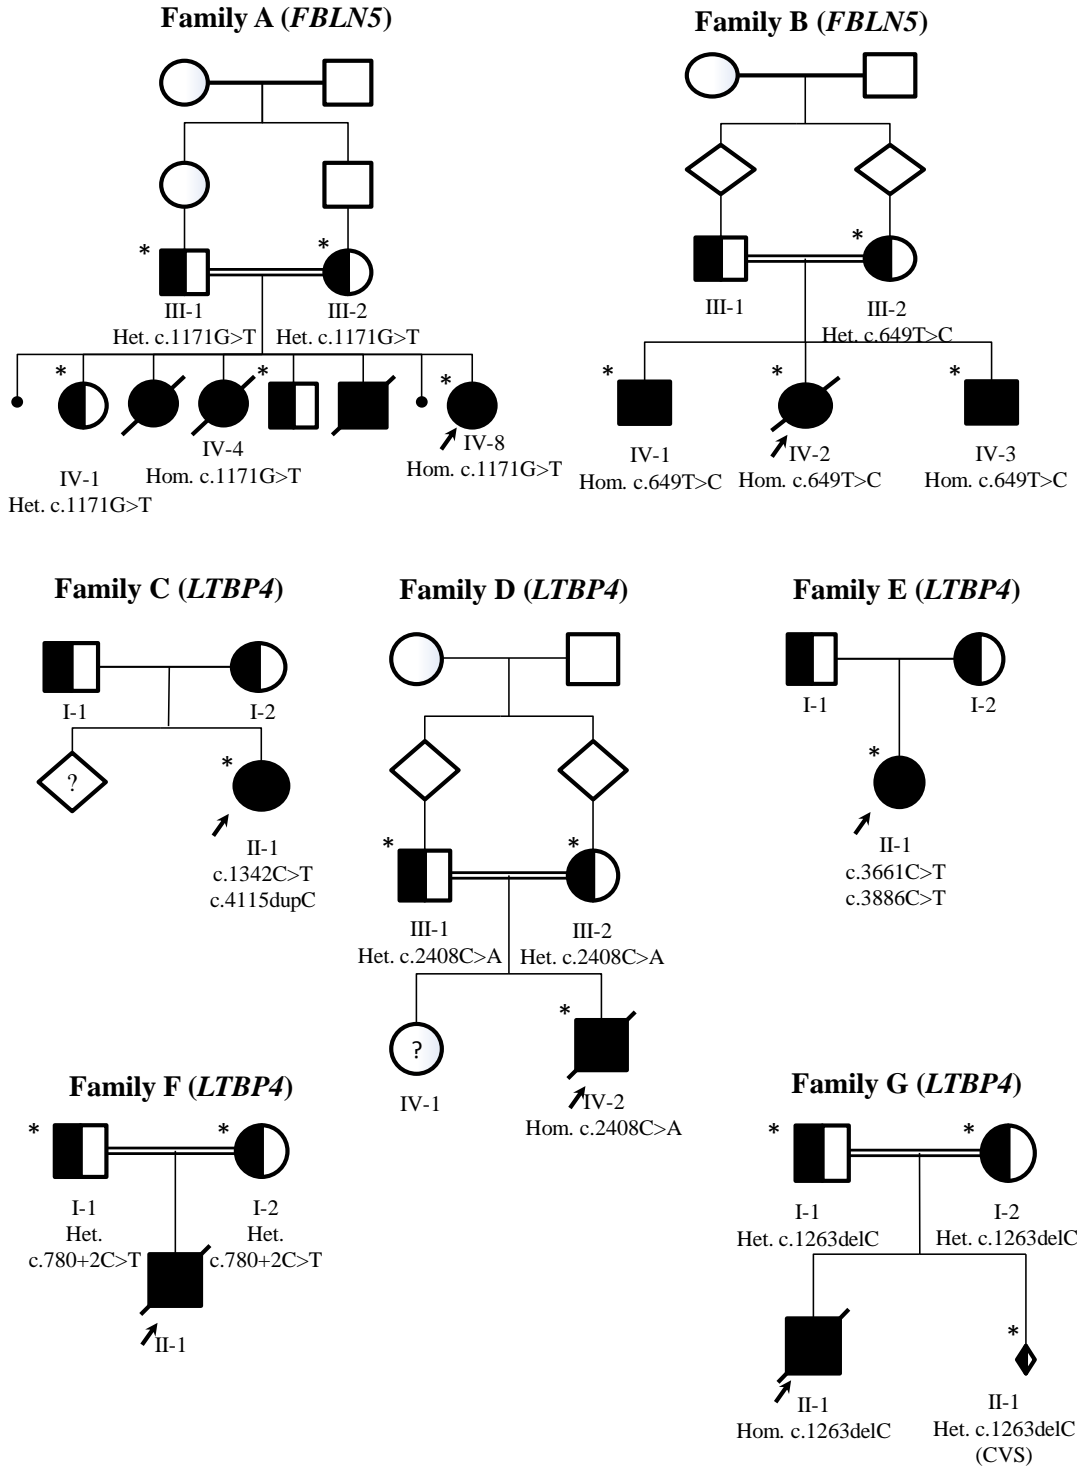 Family A (FBLN5)
Family B (FBLN5)
*
*
*
III-1
III-2
Het. c.1171G>T
Het. c.1171G>T
III-1
III-2
Het. c.649T>C
*
*
*
*
*
*
IV-1
Het. c.1171G>T
IV-4
Hom. c.1171G>T
IV-8
Hom. c.1171G>T
IV-1
Hom. c.649T>C
IV-2
Hom. c.649T>C
IV-3
Hom. c.649T>C
Family C (LTBP4)
Family D (LTBP4)
Family E (LTBP4)
I-1
I-2
?
*
II-1
c.1342C>T
c.4115dupC
*
*
III-1
Het. c.2408C>A
III-2
Het. c.2408C>A
?
IV-1
*
IV-2
Hom. c.2408C>A
I-1
I-2
*
II-1
c.3661C>T
c.3886C>T
Family F (LTBP4)
*
*
I-1
Het.
c.780+2C>T
I-2
Het.
c.780+2C>T
II-1
Family G (LTBP4)
*
*
I-1
Het. c.1263delC
I-2
Het. c.1263delC
*
II-1
Hom. c.1263delC
II-1
Het. c.1263delC
(CVS)